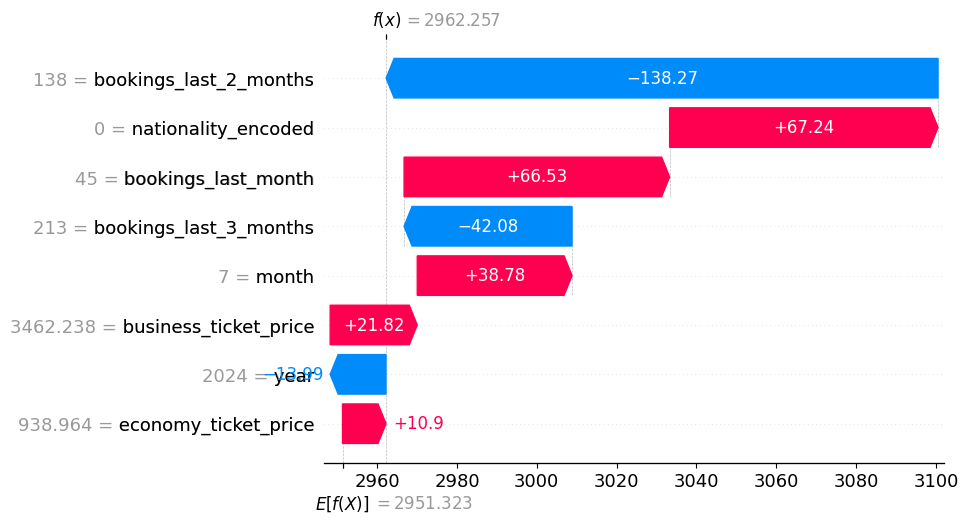 f(x) = 2962.257
138 = bookings_last_2_months −138.27
0 = nationality_encoded +67.24
45 = bookings_last_month +66.53
213 = bookings_last_3_months −42.08
7 = month +38.78
3462.238 = business_ticket_price +21.82
2024 = year −13.99
938.964 = economy_ticket_price +10.9
2960 2980 3000 3020 3040 3060 3080 3100
E[f(X)] = 2951.323